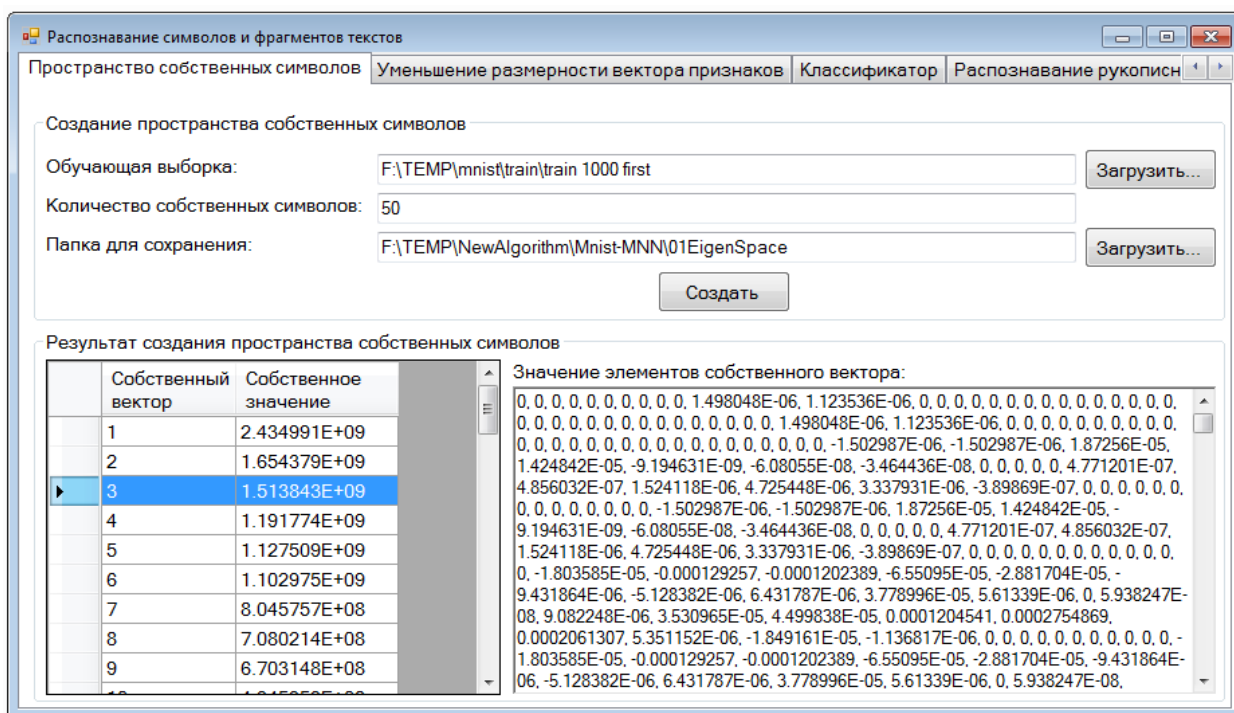 Распознавание символов и фрагментов текстов
Пространство собственных символов Уменьшение размерности вектора признаков Классификатор Распознавание рукописн
Создание пространства собственных символов
Обучающая выборка: F:\TEMP\mnist\train\train 1000 first Загрузить...
Количество собственных символов: 50
Папка для сохранения: F:\TEMP\NewAlgorithm\Mnist-MNN\01EigenSpace Загрузить...
Создать
Результат создания пространства собственных символов
Собственный вектор Собственное значение
1 2.434991E+09
2 1.654379E+09
3 1.513843E+09
4 1.191774E+09
5 1.127509E+09
6 1.102975E+09
7 8.045757E+08
8 7.080214E+08
9 6.703148E+08
Значение элементов собственного вектора:
0, 0, 0, 0, 0, 0, 0, 0, 0, 0, 1.498048E-06, 1.123536E-06, 0, 0, 0, 0, 0, 0, 0, 0, 0, 0, 0, 0, 0, 0, 0,
0, 0, 0, 0, 0, 0, 0, 0, 0, 0, 0, 0, 0, 0, 0, 1.498048E-06, 1.123536E-06, 0, 0, 0, 0, 0, 0, 0, 0, 0, 0,
0, 0, 0, 0, 0, 0, 0, 0, 0, 0, 0, 0, 0, 0, 0, 0, 0, 0, -1.502987E-06, -1.502987E-06, 1.87256E-05,
1.424842E-05, -9.194631E-09, -6.08055E-08, -3.464436E-08, 0, 0, 0, 0, 0, 4.771201E-07,
4.856032E-07, 1.524118E-06, 4.725448E-06, 3.337931E-06, -3.89869E-07, 0, 0, 0, 0, 0, 0,
0, 0, 0, 0, 0, 0, 0, 0, -1.502987E-06, -1.502987E-06, 1.87256E-05, 1.424842E-05, -
9.194631E-09, -6.08055E-08, -3.464436E-08, 0, 0, 0, 0, 0, 4.771201E-07, 4.856032E-07,
1.524118E-06, 4.725448E-06, 3.337931E-06, -3.89869E-07, 0, 0, 0, 0, 0, 0, 0, 0, 0, 0, 0, 0,
0, -1.803585E-05, -0.000129257, -0.0001202389, -6.55095E-05, -2.881704E-05, -
9.431864E-06, -5.128382E-06, 6.431787E-06, 3.778996E-05, 5.61339E-06, 0, 5.938247E-
08, 9.082248E-06, 3.530965E-05, 4.499838E-05, 0.0001204541, 0.0002754869,
0.0002061307, 5.351152E-06, -1.849161E-05, -1.136817E-06, 0, 0, 0, 0, 0, 0, 0, 0, 0, 0, 0, -
1.803585E-05, -0.000129257, -0.0001202389, -6.55095E-05, -2.881704E-05, -9.431864E-
06, -5.128382E-06, 6.431787E-06, 3.778996E-05, 5.61339E-06, 0, 5.938247E-08,